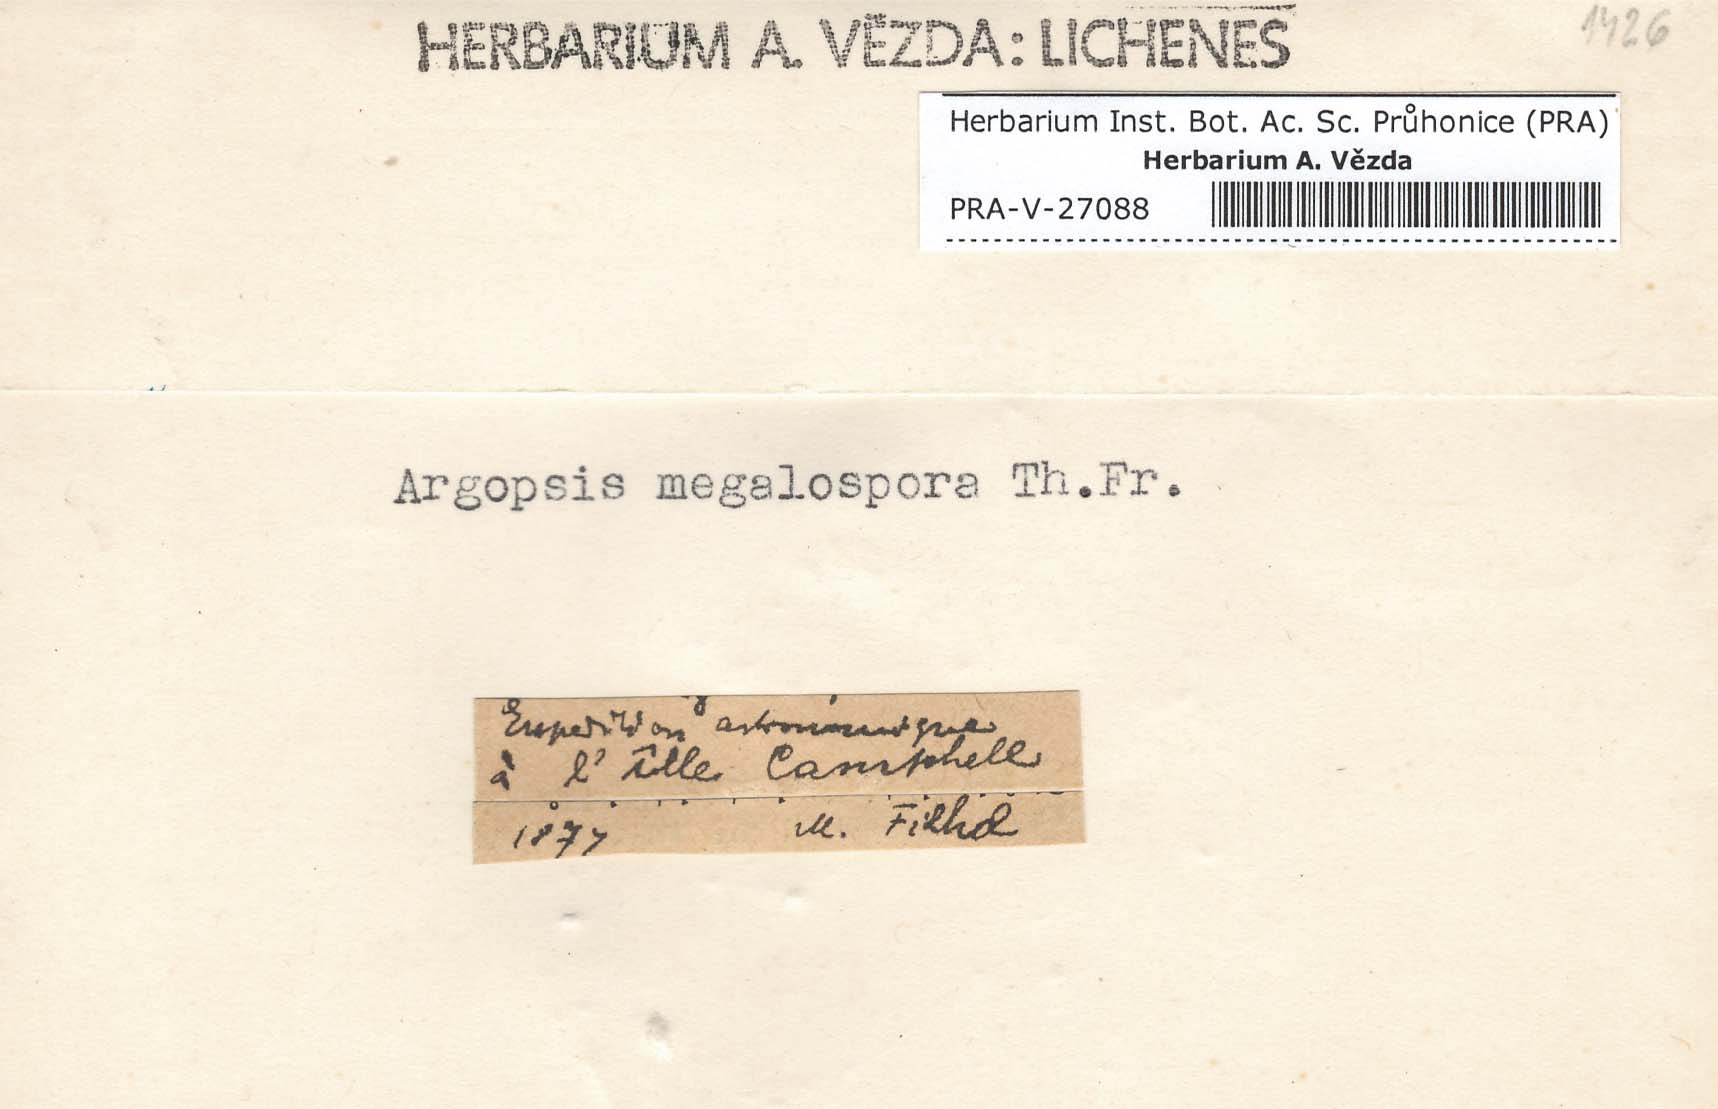 HERBARIUM A. VĚZDA: LICHENES
1426
Herbarium Inst. Bot. Ac. Sc. Průhonice (PRA)
Herbarium A. Vězda
PRA-V-27088
Argopsis megalospora Th.Fr.
Expedition astronomique
à l'îlle Campbell
1877 M. Filhol